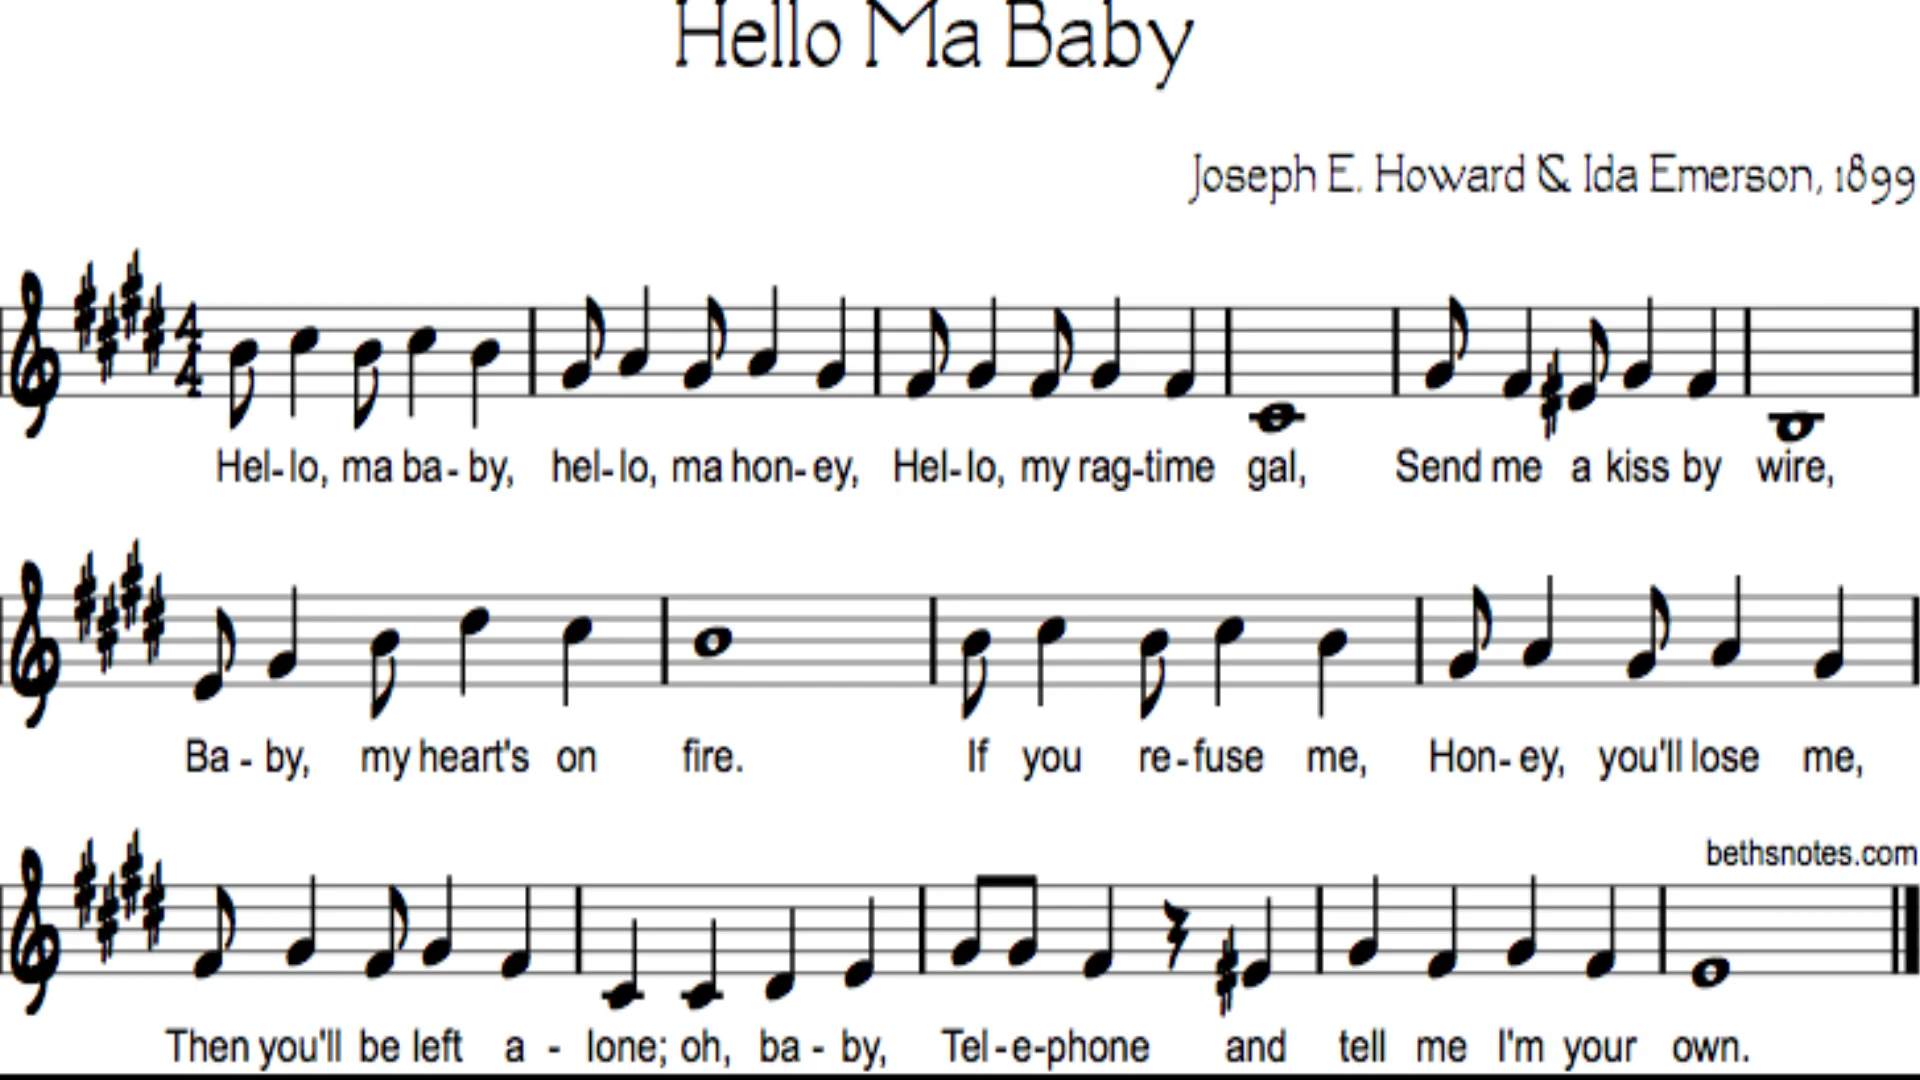 Hello Ma Baby
Joseph E. Howard & Ida Emerson, 1899
4
4
Hel-lo, ma ba-by, hel-lo, ma hon-ey, Hel-lo, my rag-time gal, Send me a kiss by wire,
Ba-by, my heart's on fire. If you re-fuse me, Hon-ey, you'll lose me,
bethsnotes.com
Then you'll be left a-lone; oh, ba-by, Tel-e-phone and tell me I'm your own.